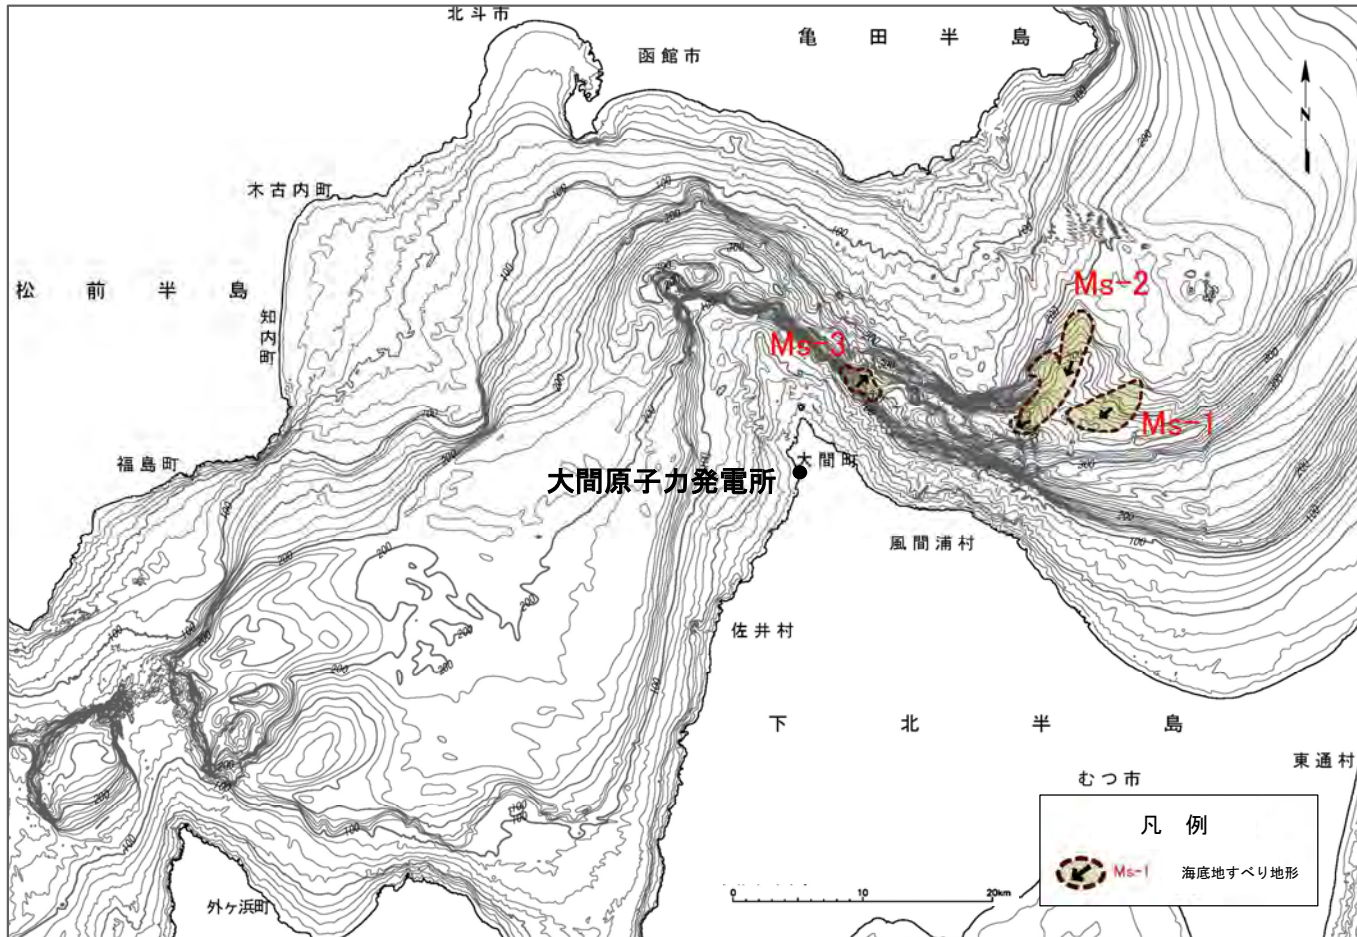 北斗市
函館市
亀田半島
N
木古内町
松前半島
知内町
福島町
Ms-2
Ms-3
Ms-1
大間原子力発電所
大間町
風間浦村
佐井村
下北半島
東通村
むつ市
外ヶ浜町
凡例
Ms-1 海底地すべり地形
0 10 20km